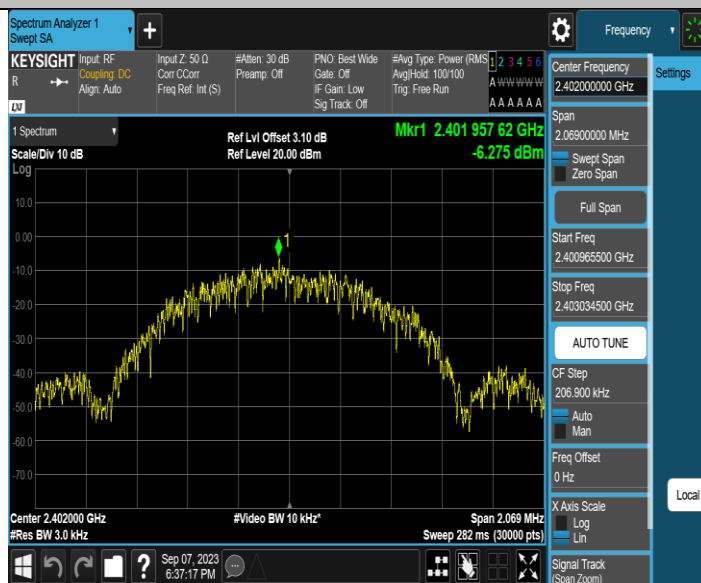 Spectrum Analyzer 1
Swept SA
+
Frequency
KEYSIGHT
R
LXI
Input: RF
Coupling: DC
Align: Auto
Input Z: 50 Ω
Corr CCorr
Freq Ref: Int (S)
#Atten: 30 dB
Preamp: Off
PNO: Best Wide
Gate: Off
IF Gain: Low
Sig Track: Off
#Avg Type: Power (RMS
Avg|Hold: 100/100
Trig: Free Run
1 2 3 4 5 6
A W W W W W
A A A A A A
1 Spectrum
Scale/Div 10 dB
Log
Ref Lvl Offset 3.10 dB
Ref Level 20.00 dBm
Mkr1 2.401 957 62 GHz
-6.275 dBm
1
10.0
0.00
-10.0
-20.0
-30.0
-40.0
-50.0
-60.0
-70.0
Center 2.402000 GHz
#Res BW 3.0 kHz
#Video BW 10 kHz*
Span 2.069 MHz
Sweep 282 ms (30000 pts)
Center Frequency
2.402000000 GHz
Span
2.06900000 MHz
Swept Span
Zero Span
Full Span
Start Freq
2.400965500 GHz
Stop Freq
2.403034500 GHz
AUTO TUNE
CF Step
206.900 kHz
Auto
Man
Freq Offset
0 Hz
X Axis Scale
Log
Lin
Signal Track
(Span Zoom)
Settings
Local
?
Sep 07, 2023
6:37:17 PM